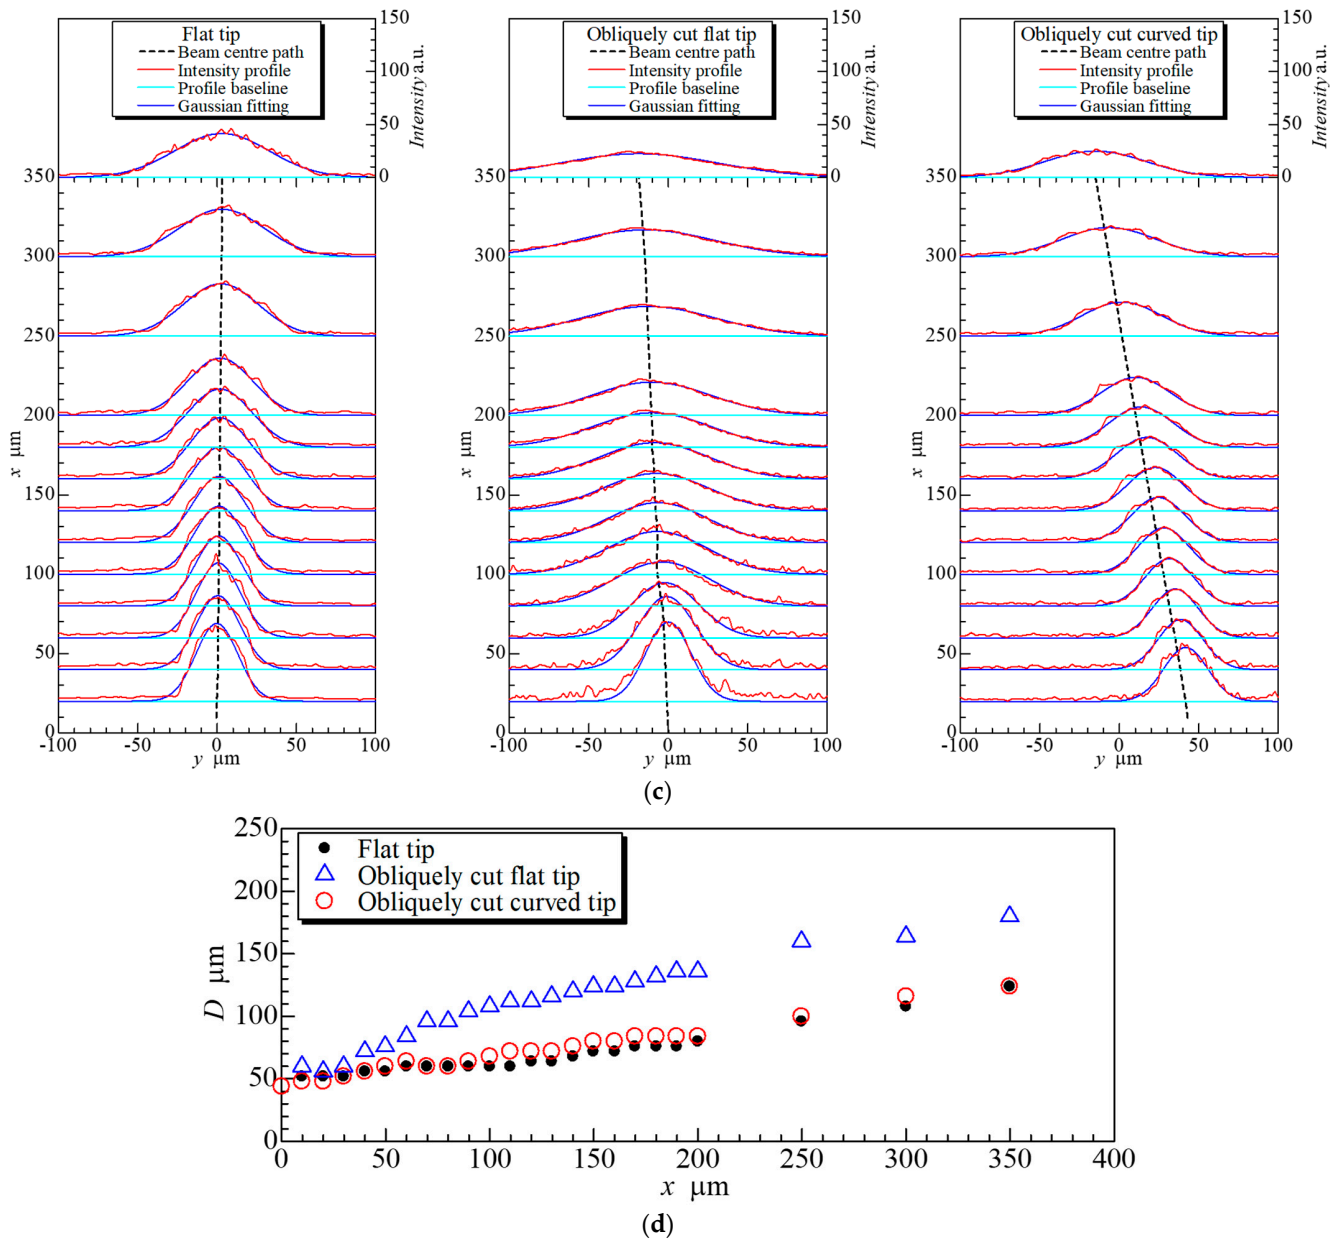 Flat tip
Beam centre path
Intensity profile
Profile baseline
Gaussian fitting
150
100
50
0
Intensity a.u.
350
300
250
200
150
100
50
0
x μm
-100
-50
0
50
100
y μm
Obliquely cut flat tip
Beam centre path
Intensity profile
Profile baseline
Gaussian fitting
150
100
50
0
Intensity a.u.
350
300
250
200
150
100
50
0
x μm
-100
-50
0
50
100
y μm
Obliquely cut curved tip
Beam centre path
Intensity profile
Profile baseline
Gaussian fitting
150
100
50
0
Intensity a.u.
350
300
250
200
150
100
50
0
x μm
-100
-50
0
50
100
y μm
(c)
250
200
150
100
50
0
D μm
Flat tip
Obliquely cut flat tip
Obliquely cut curved tip
0
50
100
150
200
250
300
350
400
x μm
(d)